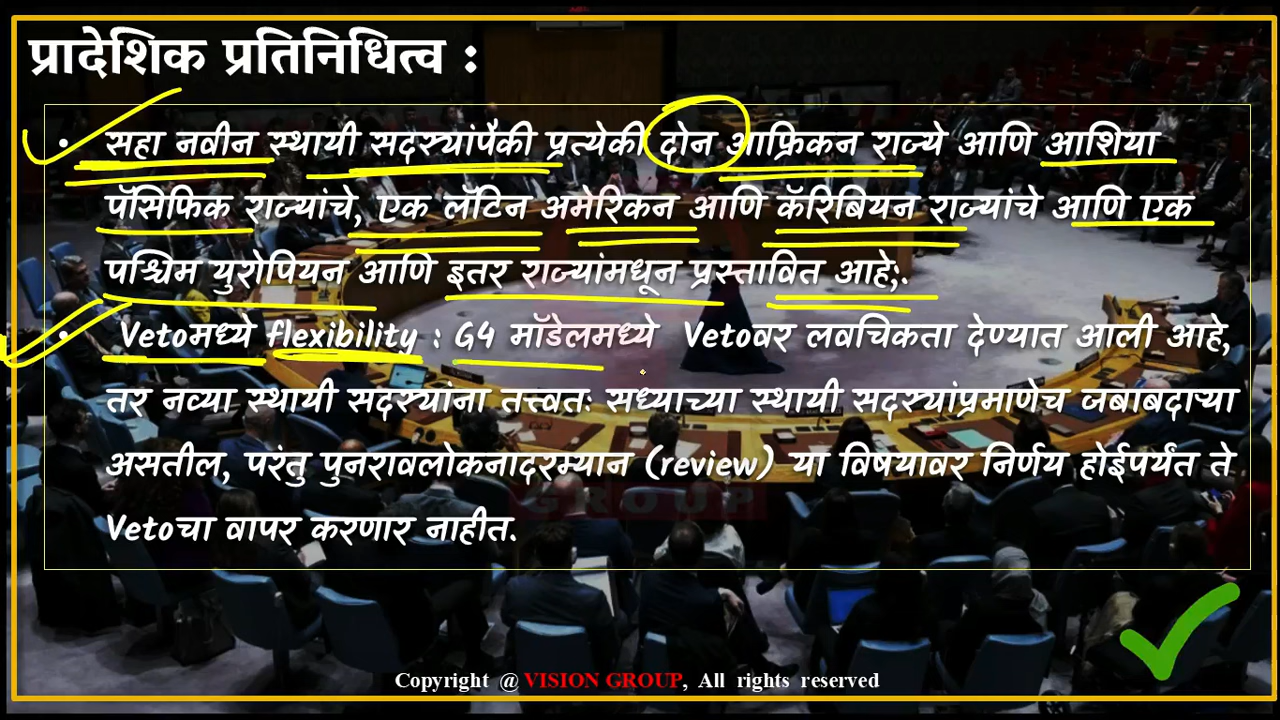 प्रादेशिक प्रतिनिधित्व :
• सहा नवीन स्थायी सदस्यांपैकी प्रत्येकी दोन आफ्रिकन राज्ये आणि आशिया
पॅसिफिक राज्यांचे, एक लॅटिन अमेरिकन आणि कॅरिबियन राज्यांचे आणि एक
पश्चिम युरोपियन आणि इतर राज्यांमधून प्रस्तावित आहे;.
• Vetoमध्ये flexibility : G4 मॉडेलमध्ये Vetoवर लवचिकता देण्यात आली आहे,
तर नव्या स्थायी सदस्यांना तत्त्वतः सध्याच्या स्थायी सदस्यांप्रमाणेच जबाबदाऱ्या
असतील, परंतु पुनरावलोकनादरम्यान (review) या विषयावर निर्णय होईपर्यंत ते
Vetoचा वापर करणार नाहीत.
GROUP
Copyright @ VISION GROUP, All rights reserved